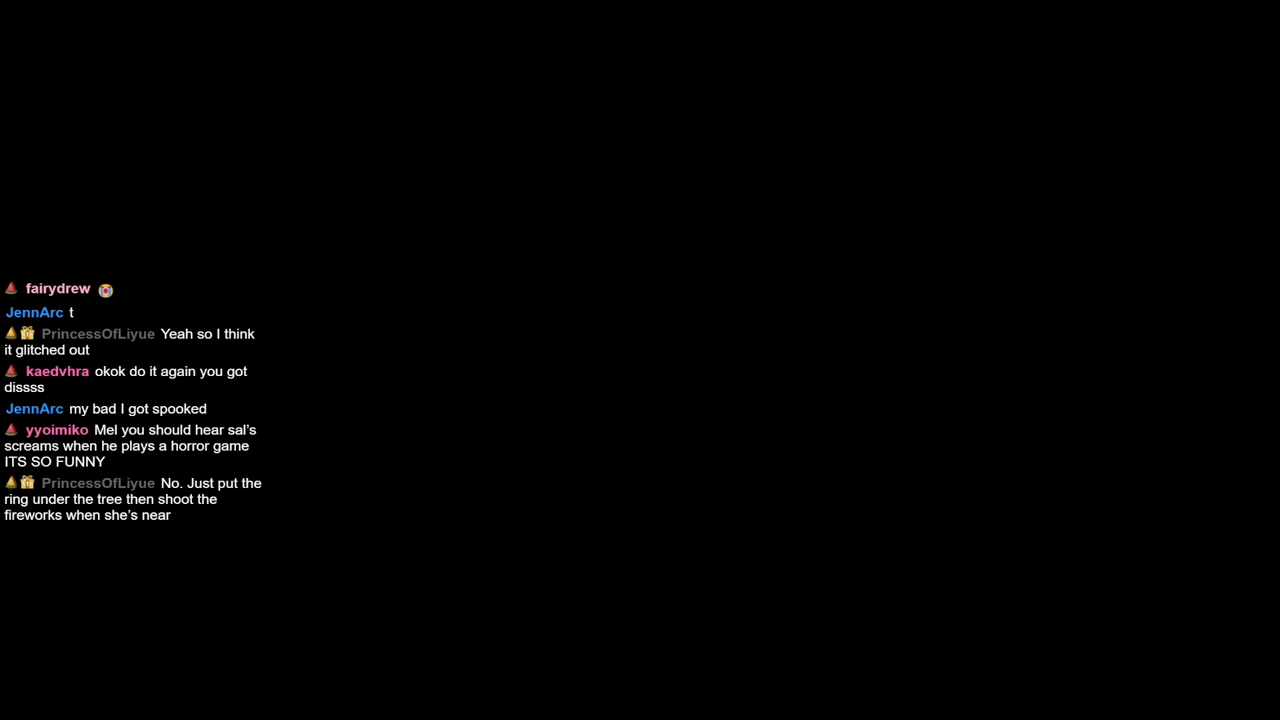 fairydrew
JennArc t
PrincessOfLiyue Yeah so I think
it glitched out
kaedvhra okok do it again you got
dissss
JennArc my bad I got spooked
yyoimiko Mel you should hear sal's
screams when he plays a horror game
ITS SO FUNNY
PrincessOfLiyue No. Just put the
ring under the tree then shoot the
fireworks when she's near